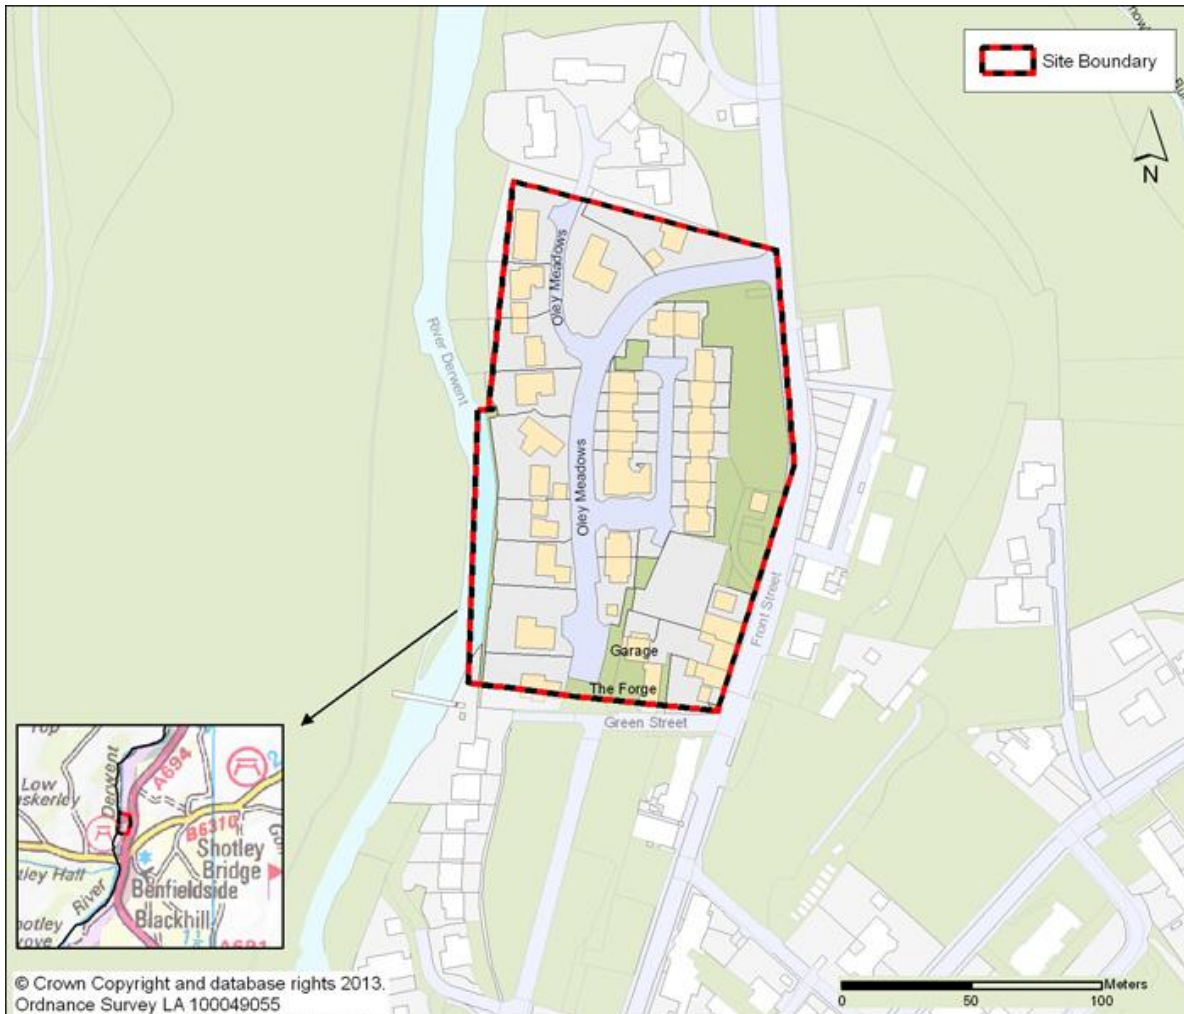 Site Boundary
N
Oley Meadows
River Derwent
Oley Meadows
Front Street
Garage
The Forge
Green Street
Derwent
A694
Low
B6310
Shotley
Bridge
Benfieldside
Blackhill
River
Hall
© Crown Copyright and database rights 2013.
Ordnance Survey LA 100049055
Meters
0 50 100